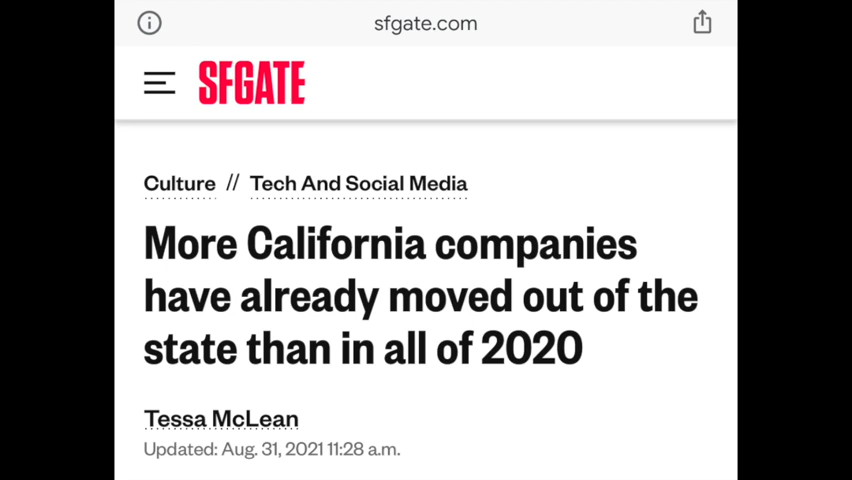 sfgate.com
SFGATE
Culture // Tech And Social Media
More California companies
have already moved out of the
state than in all of 2020
Tessa McLean
Updated: Aug. 31, 2021 11:28 a.m.